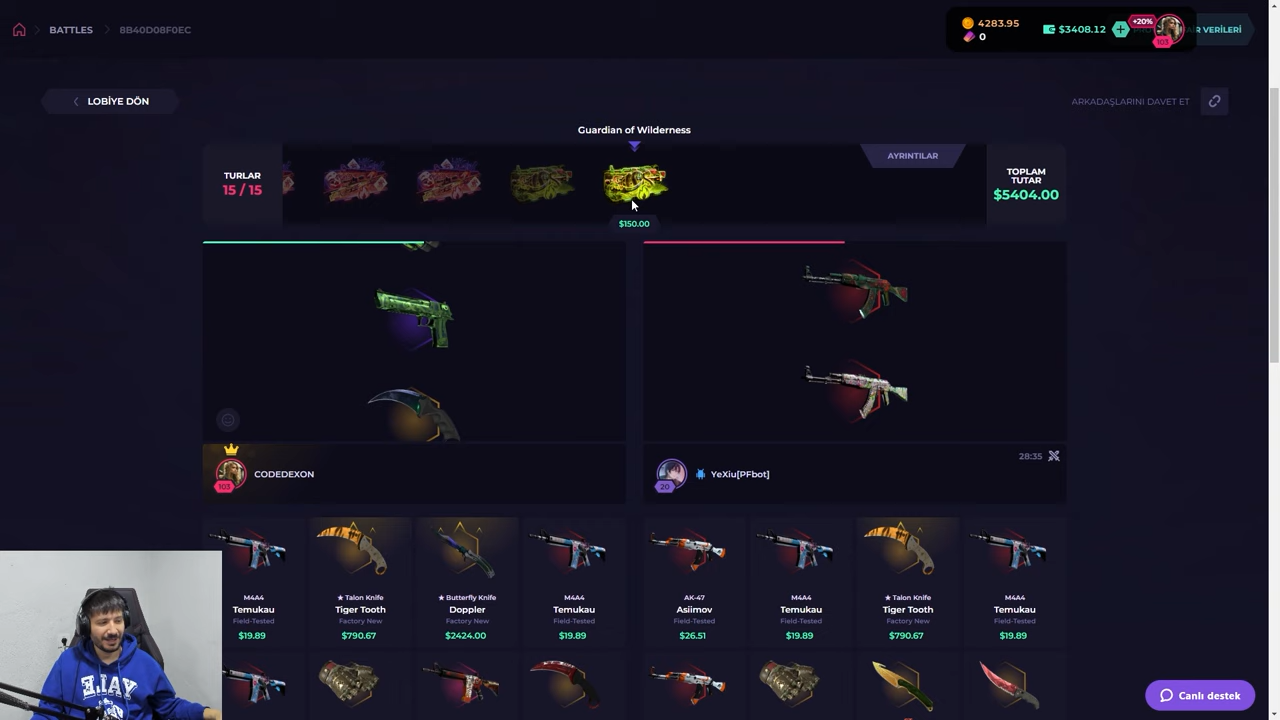 BATTLES
8B40D08F0EC
4283.95
0
$3408.12
+20%
103
VERİLERİ
LOBİYE DÖN
ARKADAŞLARINI DAVET ET
Guardian of Wilderness
TURLAR
15 / 15
AYRINTILAR
TOPLAM
TUTAR
$5404.00
$150.00
103
CODEDEXON
20
YeXiu[PFbot]
28:35
M4A4
Temukau
Field-Tested
$19.89
★ Talon Knife
Tiger Tooth
Factory New
$790.67
★ Butterfly Knife
Doppler
Factory New
$2424.00
M4A4
Temukau
Field-Tested
$19.89
AK-47
Asiimov
Field-Tested
$26.51
M4A4
Temukau
Field-Tested
$19.89
★ Talon Knife
Tiger Tooth
Factory New
$790.67
M4A4
Temukau
Field-Tested
$19.89
Canlı destek